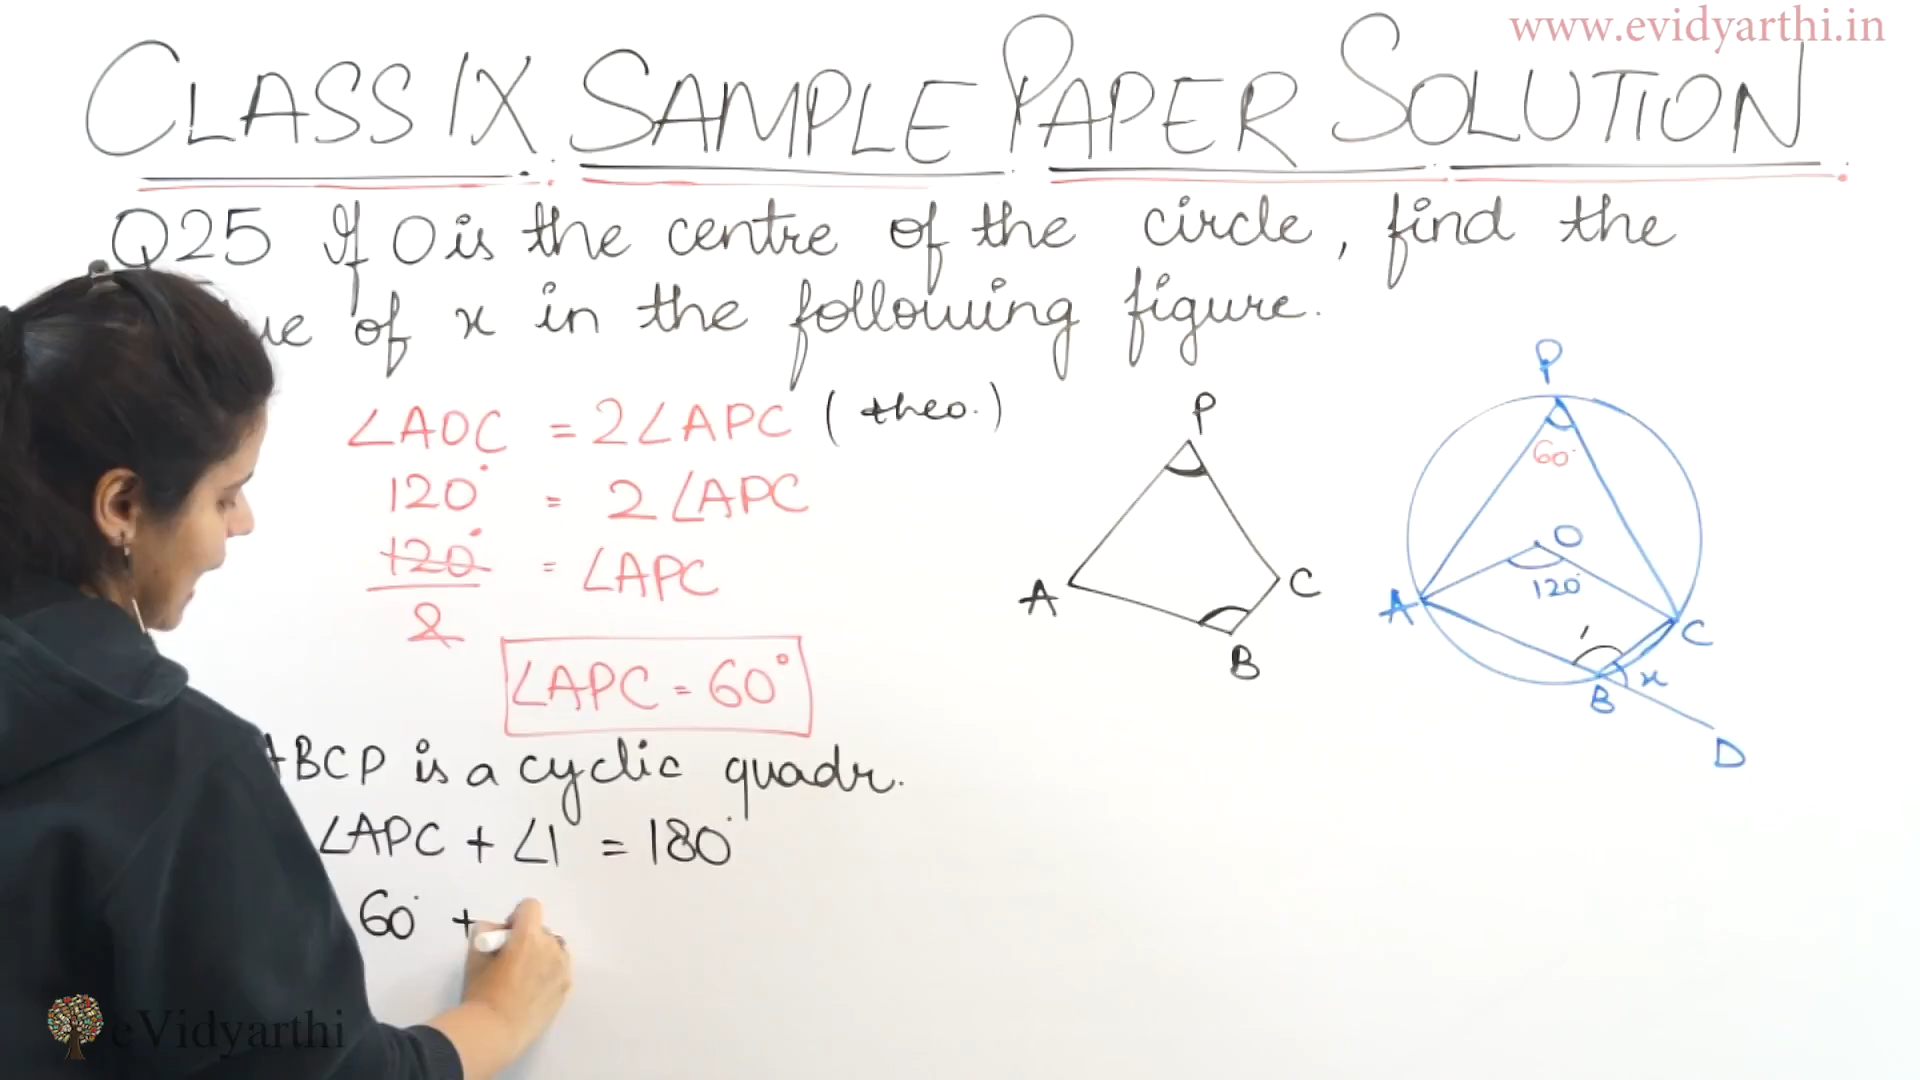 www.evidyarthi.in
CLASS IX SAMPLE PAPER SOLUTION
Q25 If O is the centre of the circle, find the
ue of x in the following figure.
∠AOC = 2∠APC (theo.)
120° = 2∠APC
120°/2 = ∠APC
∠APC = 60°
ABCP is a cyclic quadr.
∠APC + ∠1 = 180°
60° +
P
A
C
B
P
60°
O
120°
A
C
1
x
B
D
eVidyarthi